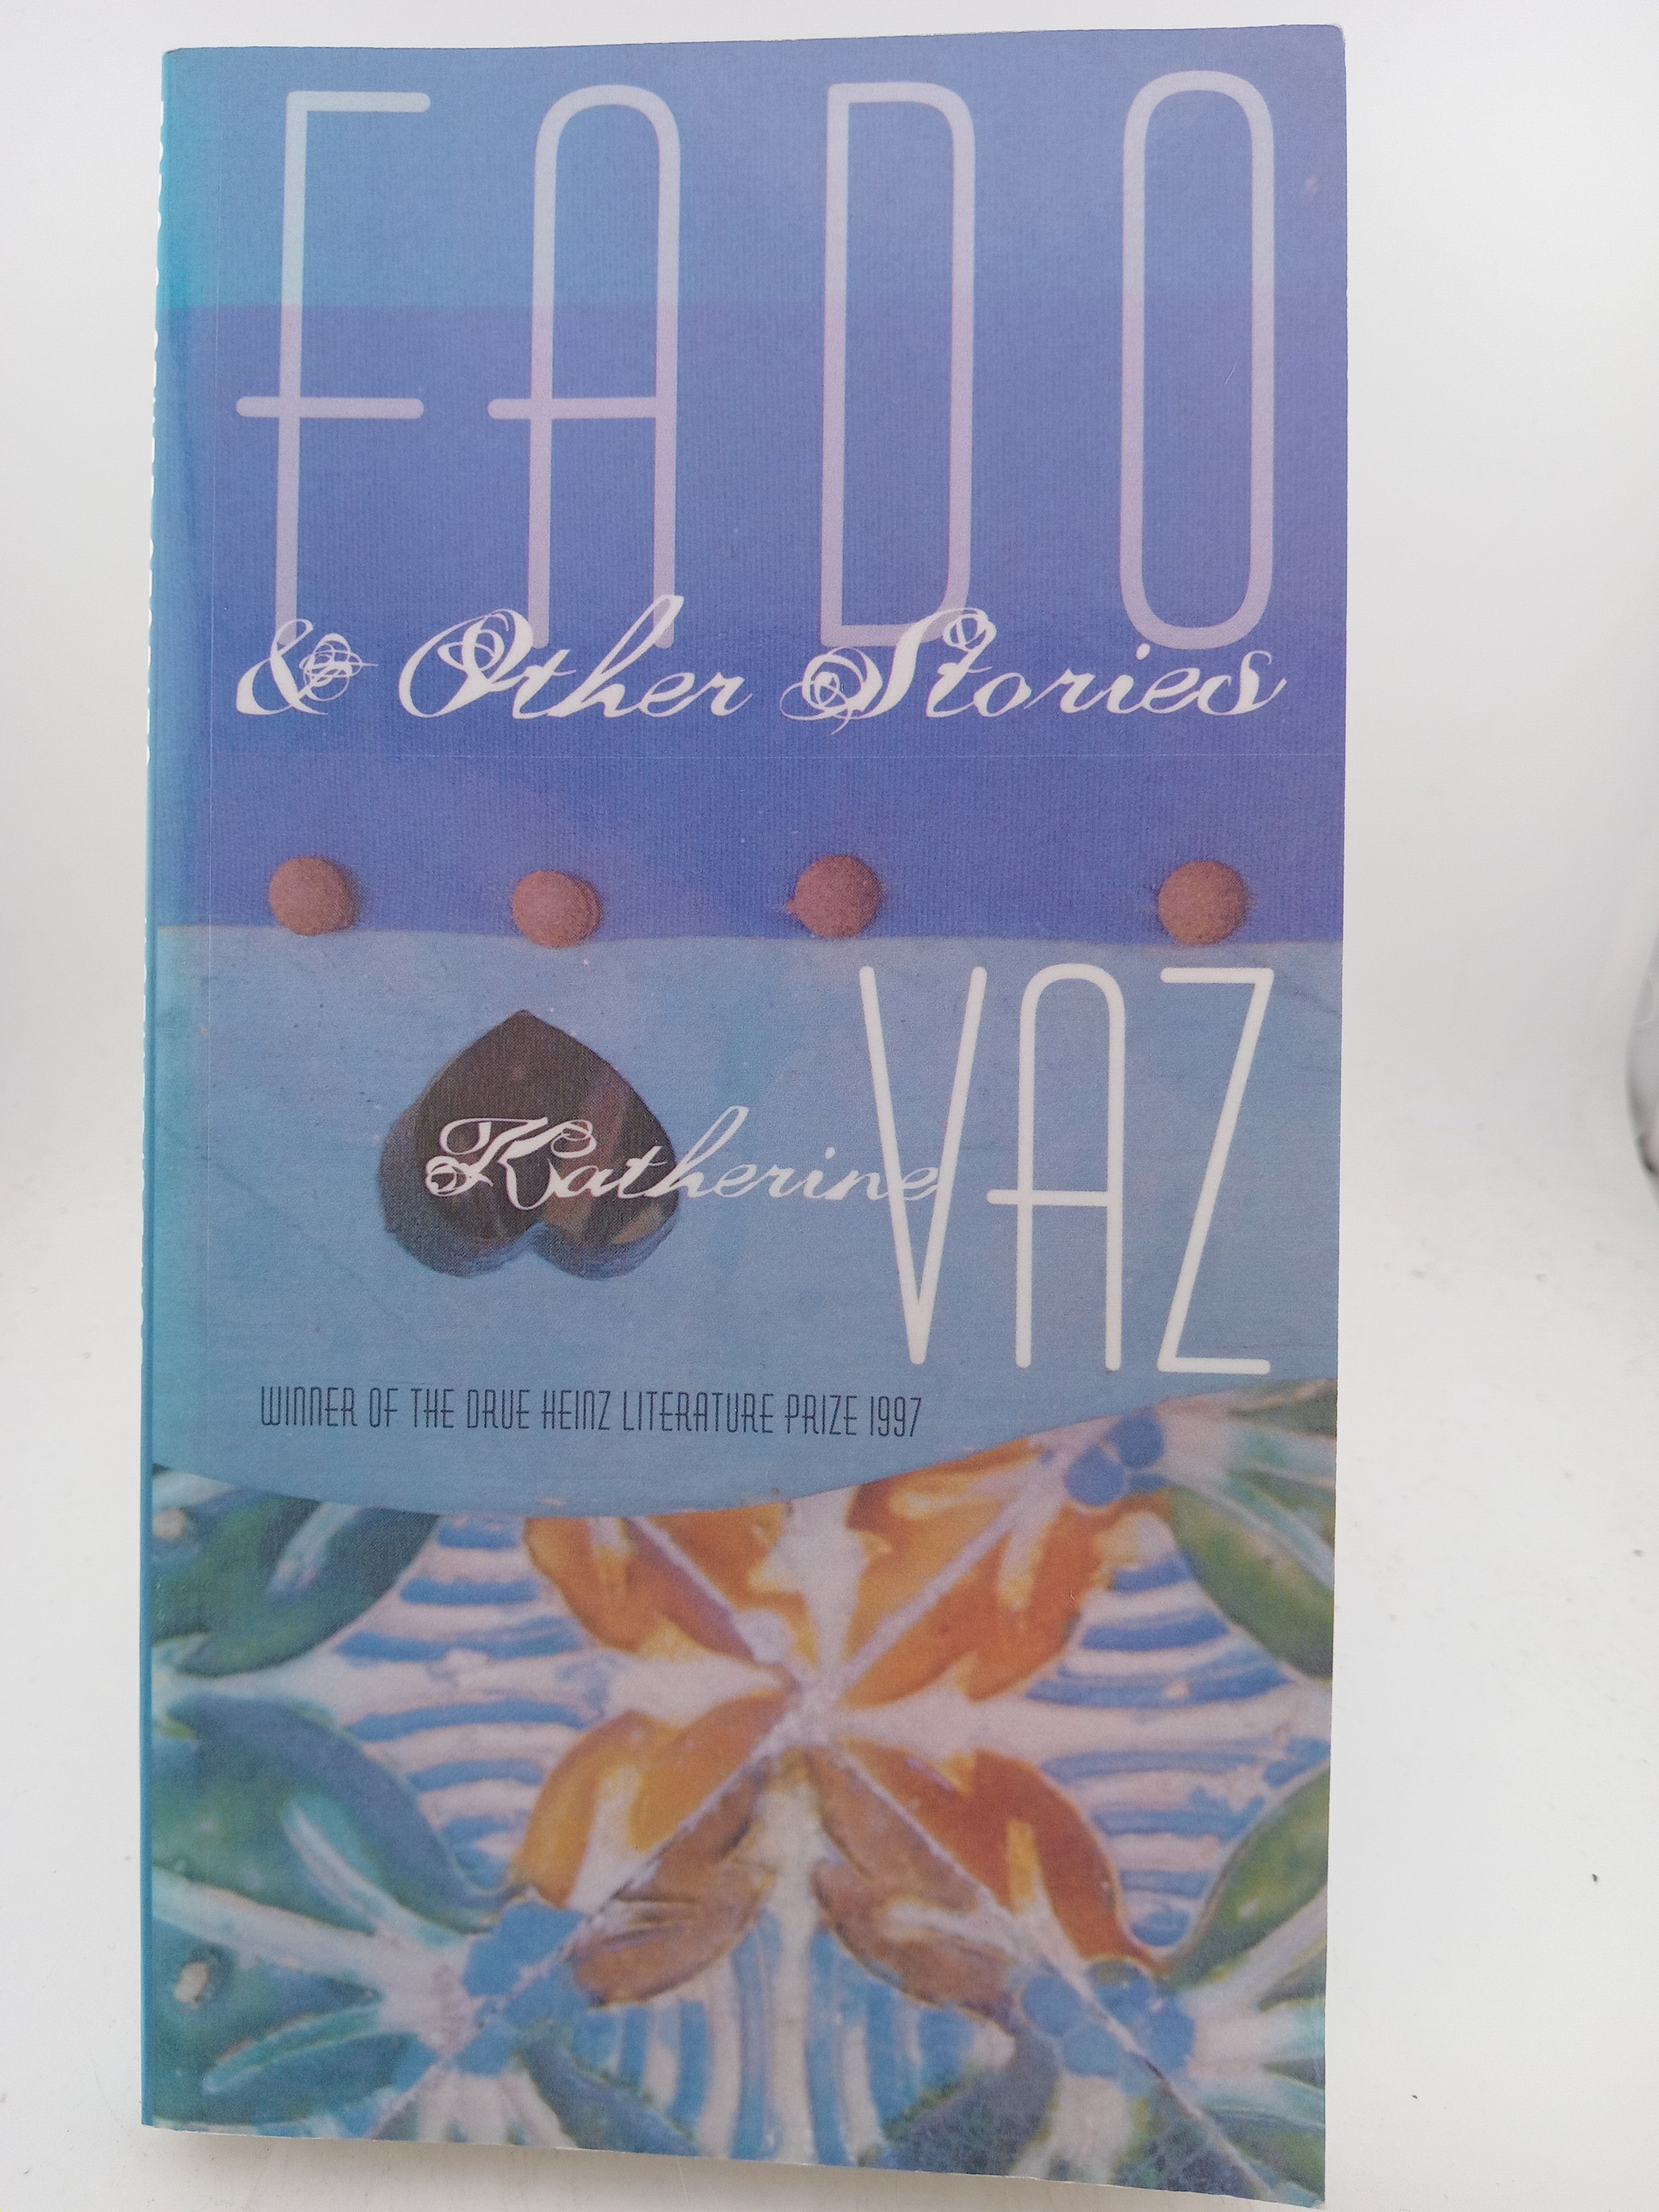 FADO
& Other Stories
Katherine VAZ
WINNER OF THE DRUE HEINZ LITERATURE PRIZE 1997